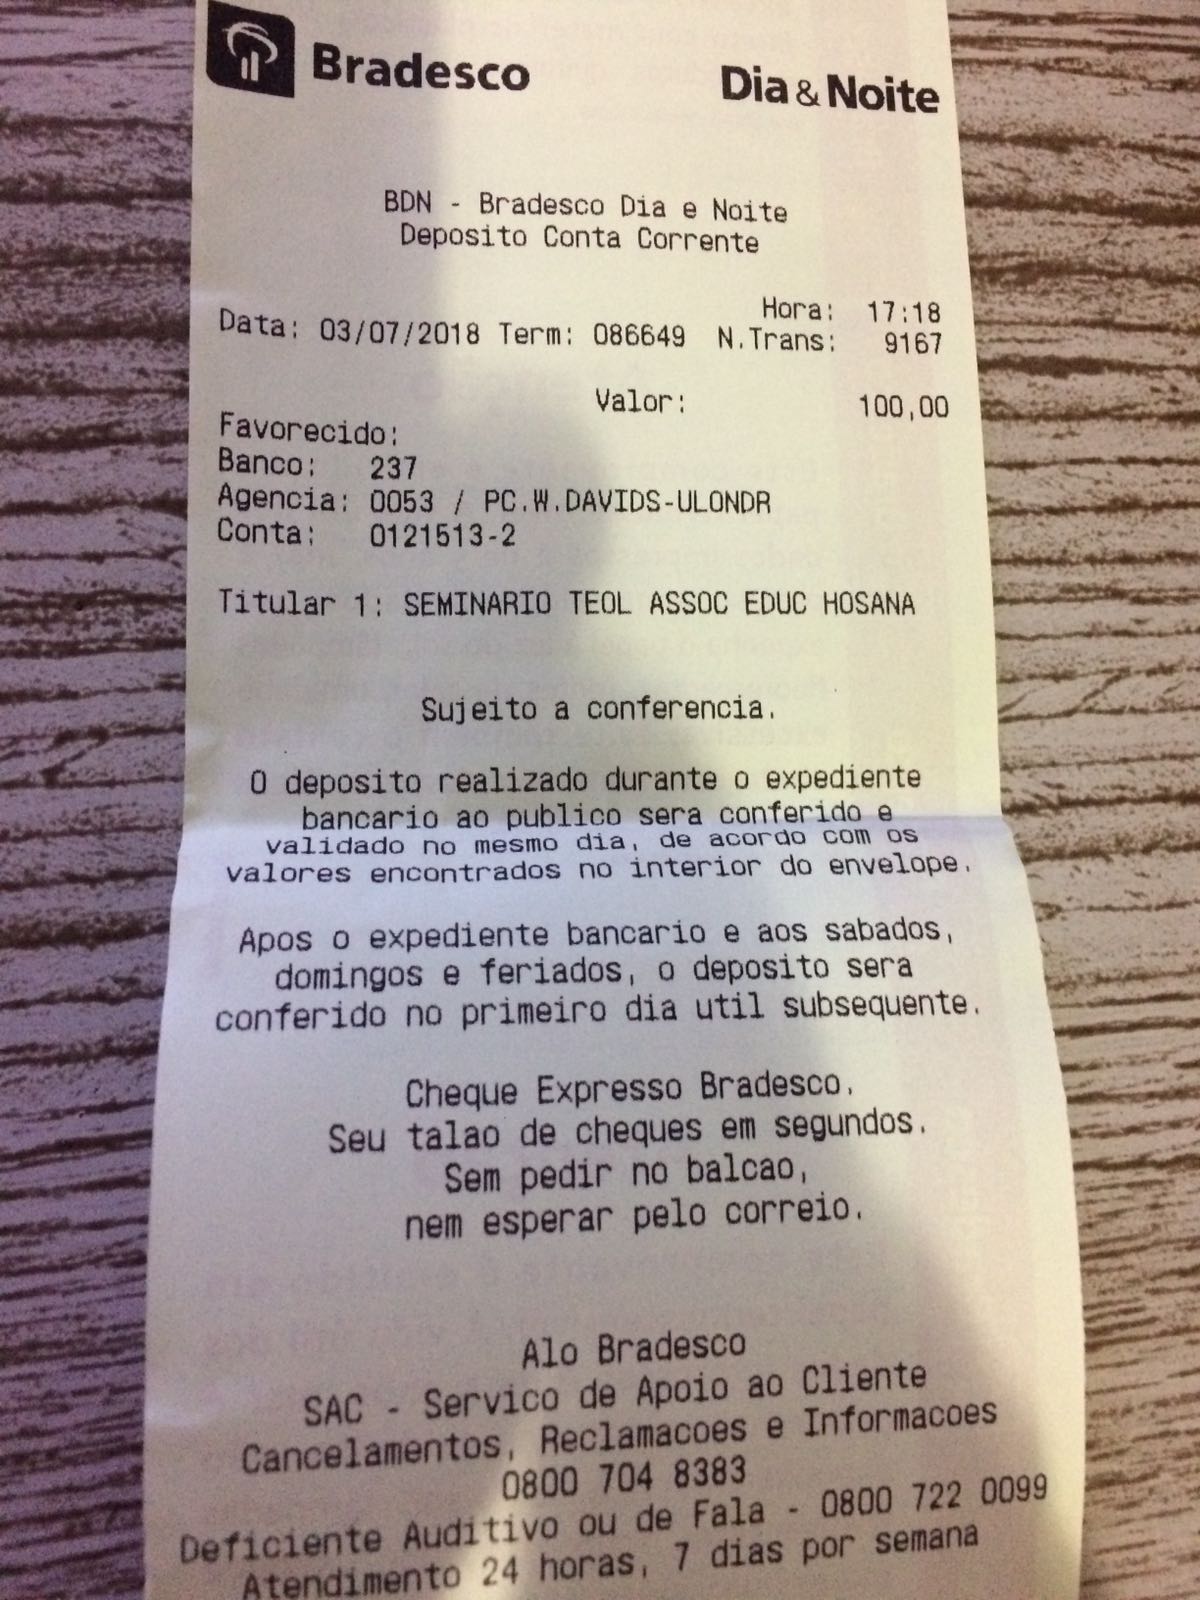 Bradesco Dia & Noite
BDN - Bradesco Dia e Noite
Deposito Conta Corrente
Hora: 17:18
Data: 03/07/2018 Term: 086649 N.Trans: 9167
Valor: 100,00
Favorecido:
Banco: 237
Agencia: 0053 / PC.W.DAVIDS-ULONDR
Conta: 0121513-2
Titular 1: SEMINARIO TEOL ASSOC EDUC HOSANA
Sujeito a conferencia.
O deposito realizado durante o expediente
bancario ao publico sera conferido e
validado no mesmo dia, de acordo com os
valores encontrados no interior do envelope.
Apos o expediente bancario e aos sabados,
domingos e feriados, o deposito sera
conferido no primeiro dia util subsequente.
Cheque Expresso Bradesco.
Seu talao de cheques em segundos.
Sem pedir no balcao,
nem esperar pelo correio.
Alo Bradesco
SAC - Servico de Apoio ao Cliente
Cancelamentos, Reclamacoes e Informacoes
0800 704 8383
Deficiente Auditivo ou de Fala - 0800 722 0099
Atendimento 24 horas, 7 dias por semana